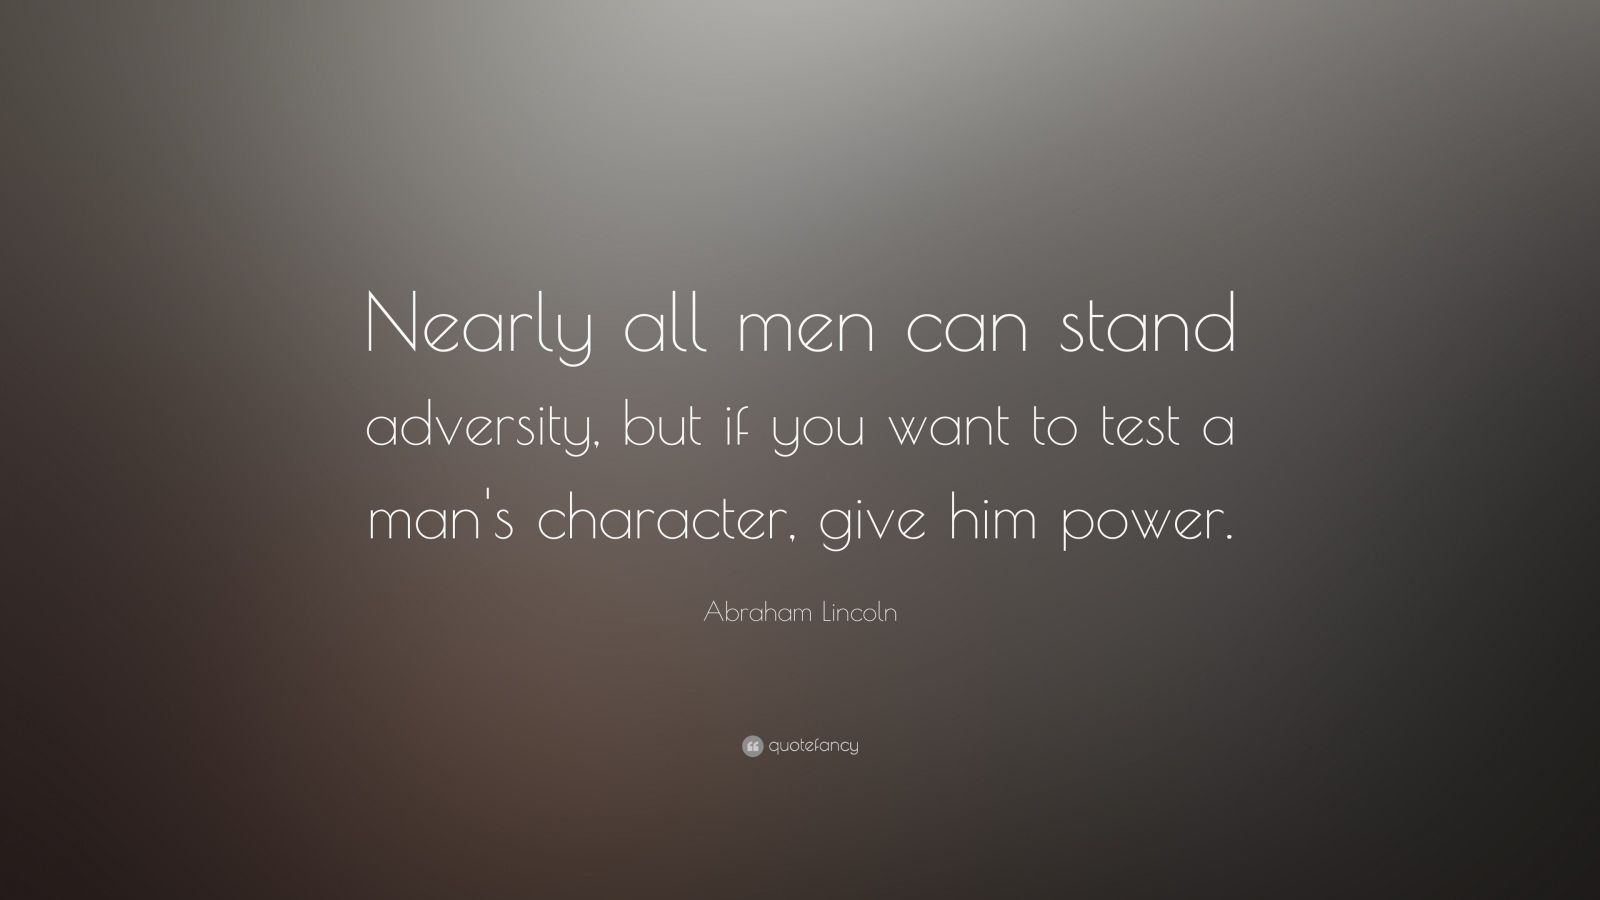 Nearly all men can stand
adversity, but if you want to test a
man's character, give him power.
Abraham Lincoln
quotefancy